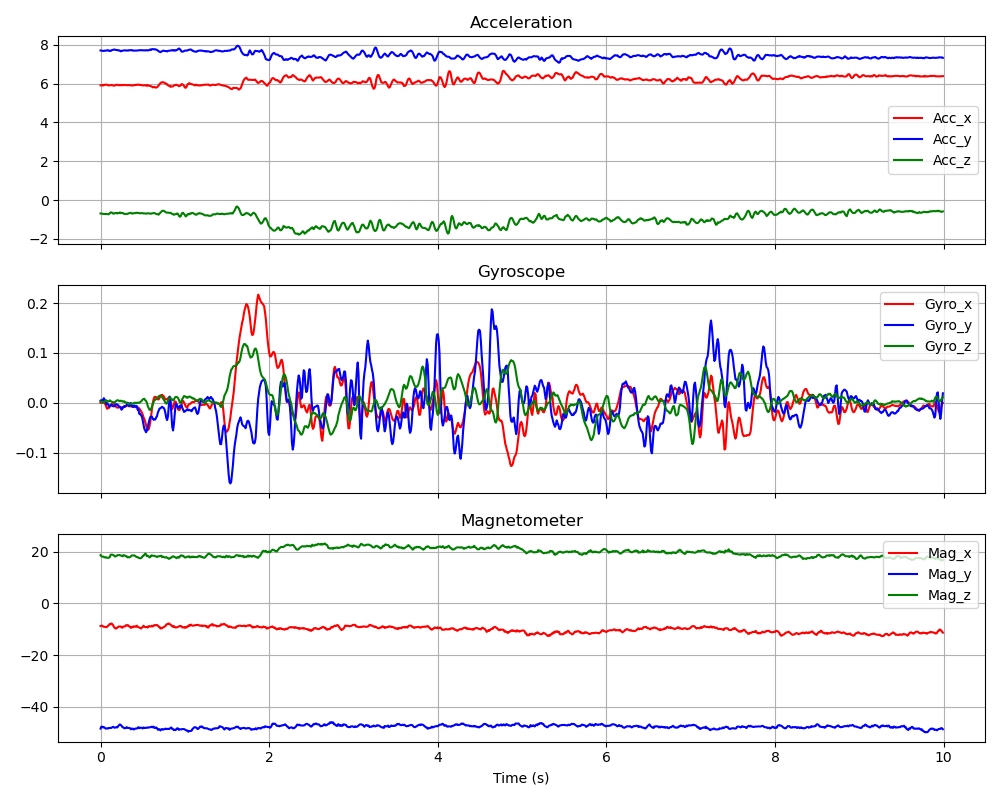 Acceleration
8
6
4
2
0
−2
Acc_x
Acc_y
Acc_z
Gyroscope
0.2
0.1
0.0
−0.1
Gyro_x
Gyro_y
Gyro_z
Magnetometer
20
0
−20
−40
Mag_x
Mag_y
Mag_z
0 2 4 6 8 10
Time (s)